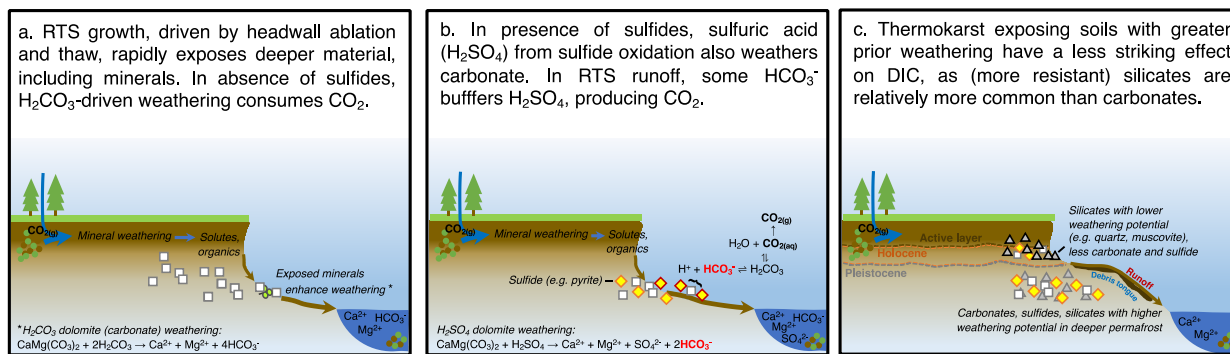 a. RTS growth, driven by headwall ablation
and thaw, rapidly exposes deeper material,
including minerals. In absence of sulfides,
H₂CO₃-driven weathering consumes CO₂.
CO₂₍g₎
Mineral weathering
Solutes,
organics
Exposed minerals
enhance weathering *
*H₂CO₃ dolomite (carbonate) weathering:
CaMg(CO₃)₂ + 2H₂CO₃ → Ca²⁺ + Mg²⁺ + 4HCO₃⁻
Ca²⁺ HCO₃⁻
Mg²⁺
b. In presence of sulfides, sulfuric acid
(H₂SO₄) from sulfide oxidation also weathers
carbonate. In RTS runoff, some HCO₃⁻
bufffers H₂SO₄, producing CO₂.
CO₂₍g₎
Mineral weathering
Solutes,
organics
CO₂(g)
↑
H₂O + CO₂(aq)
⇌
H⁺ + HCO₃⁻ ⇌ H₂CO₃
Sulfide (e.g. pyrite)
H₂SO₄ dolomite weathering:
CaMg(CO₃)₂ + H₂SO₄ → Ca²⁺ + Mg²⁺ + SO₄²⁻ + 2HCO₃⁻
Ca²⁺ HCO₃⁻
Mg²⁺
SO₄²⁻
c. Thermokarst exposing soils with greater
prior weathering have a less striking effect
on DIC, as (more resistant) silicates are
relatively more common than carbonates.
CO₂₍g₎
Active layer
Holocene
Pleistocene
Silicates with lower
weathering potential
(e.g. quartz, muscovite),
less carbonate and sulfide
Runoff
Debris tongue
Carbonates, sulfides, silicates with higher
weathering potential in deeper permafrost
Ca²⁺ HCO₃⁻
Mg²⁺